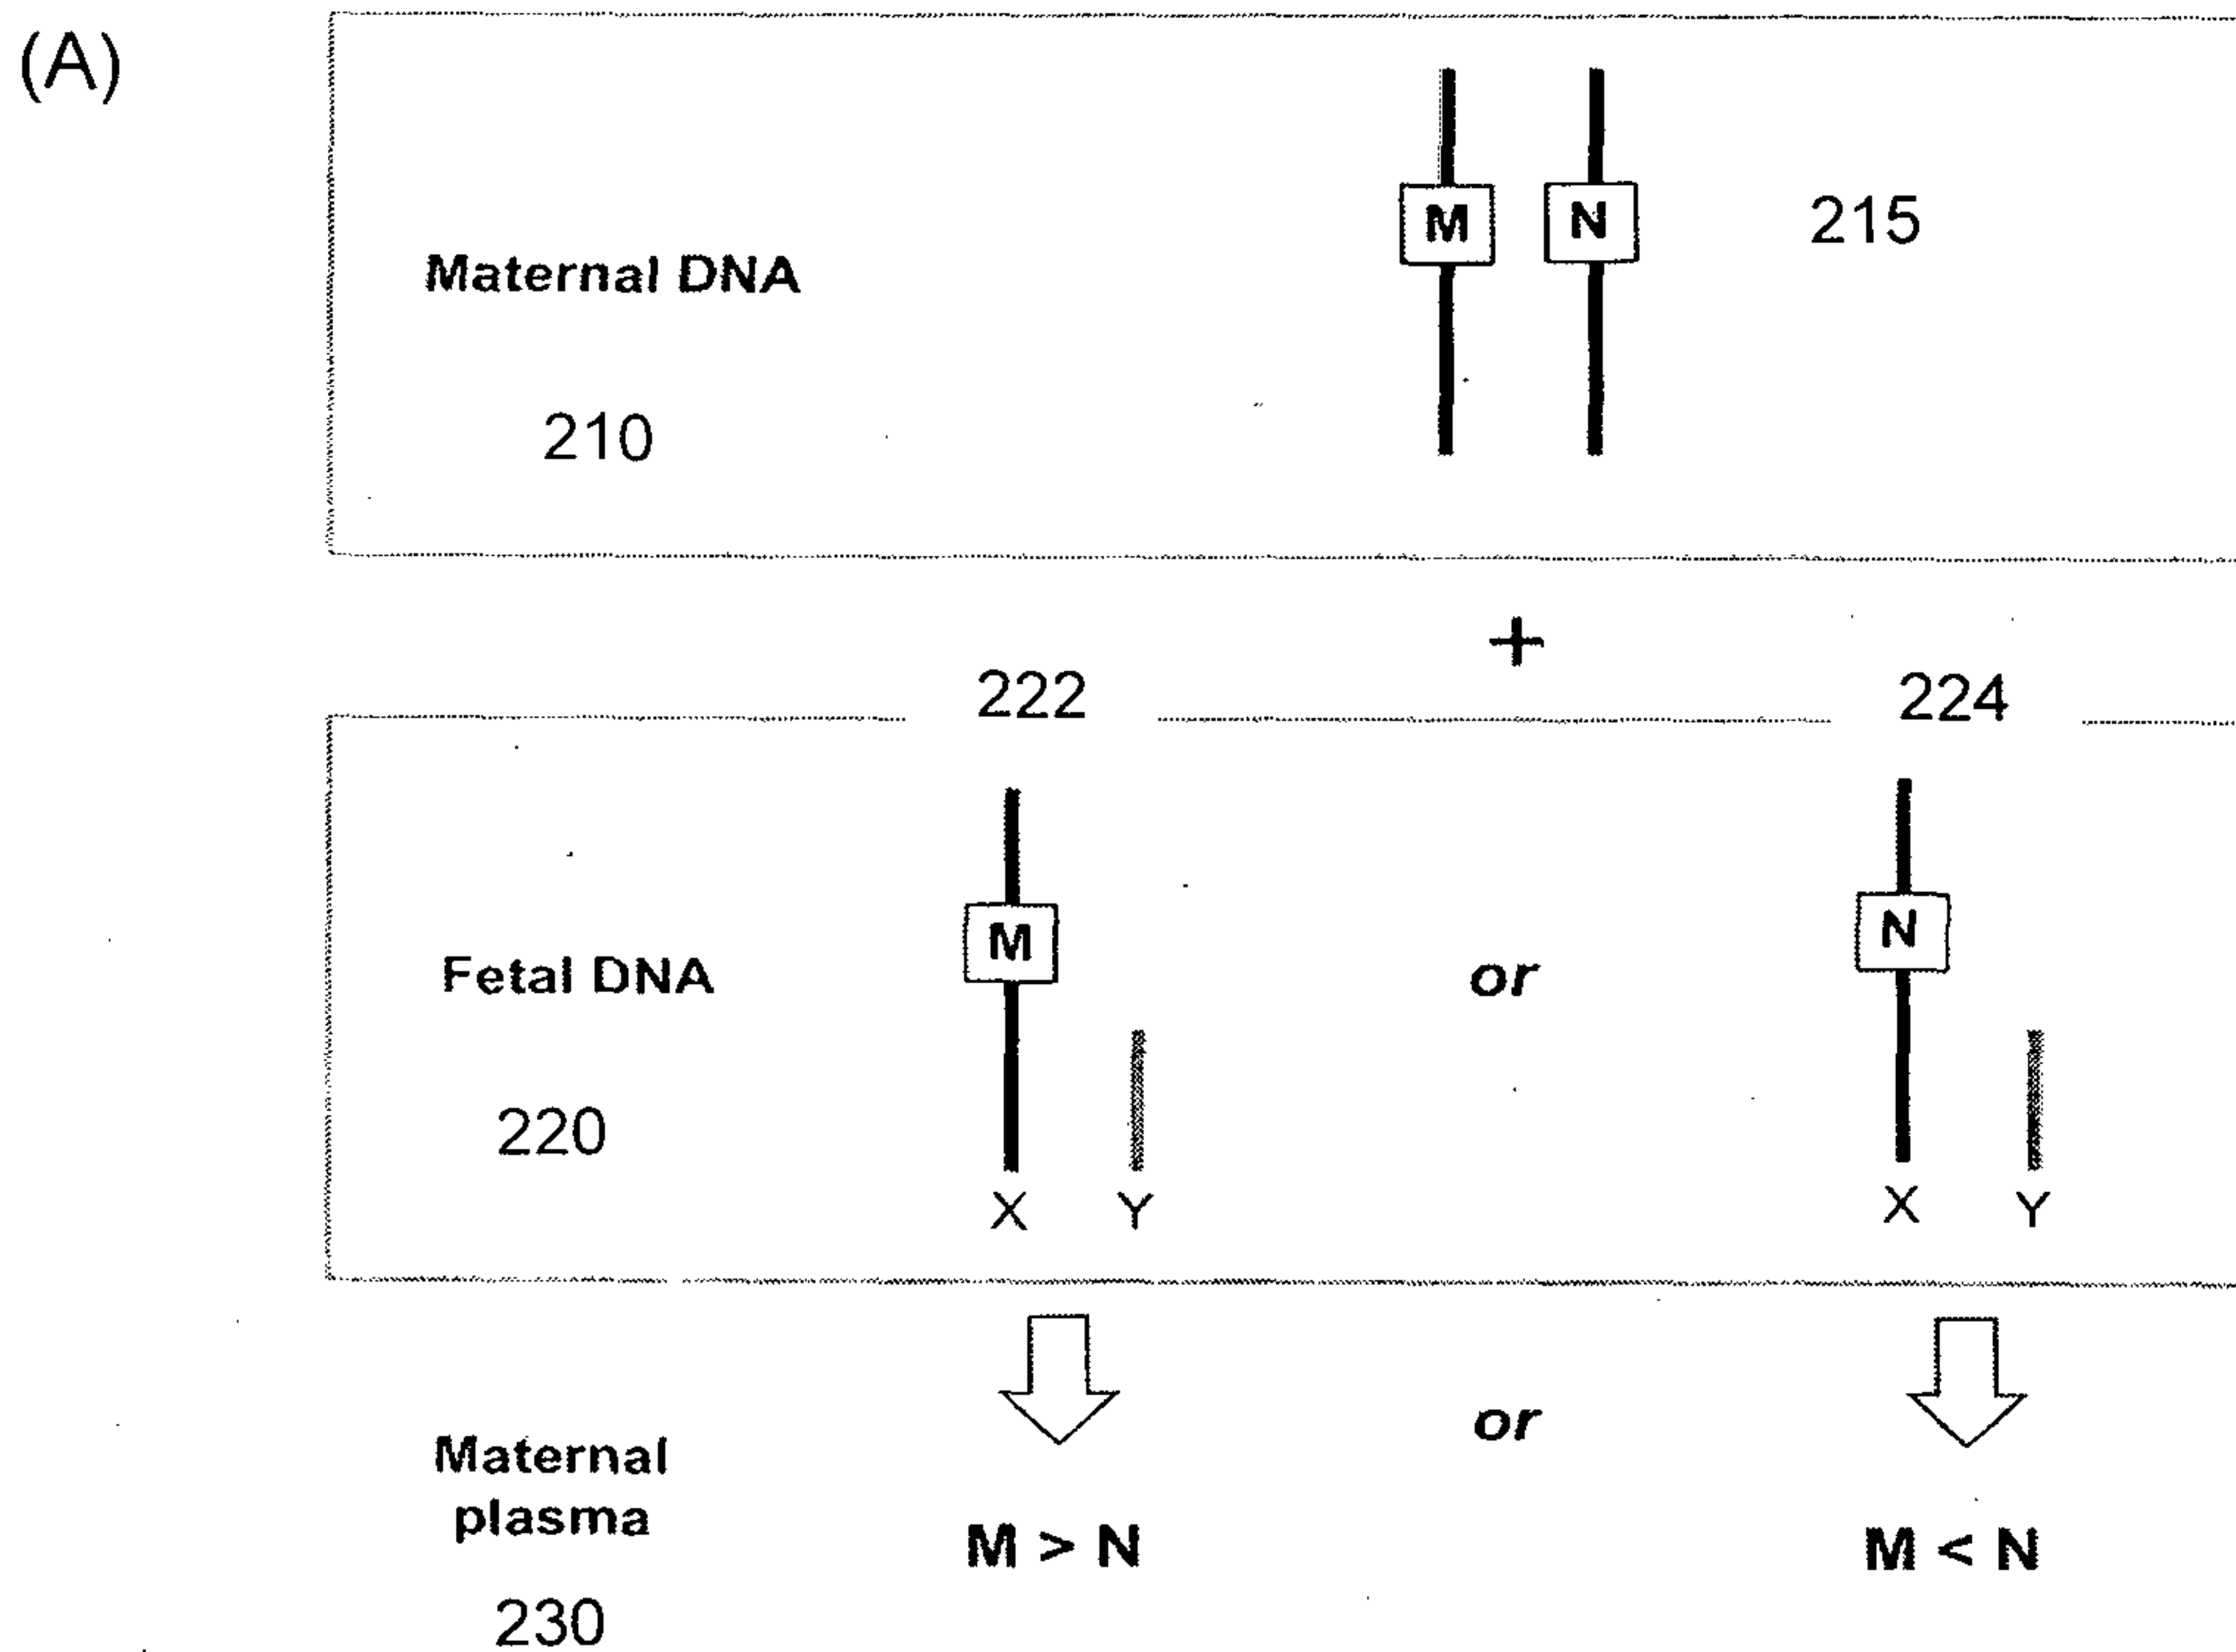 (A)
M N 215
Maternal DNA
210
+
222 224
M N
Fetal DNA or
220
X Y X Y
Maternal
plasma
or
M > N M < N
230